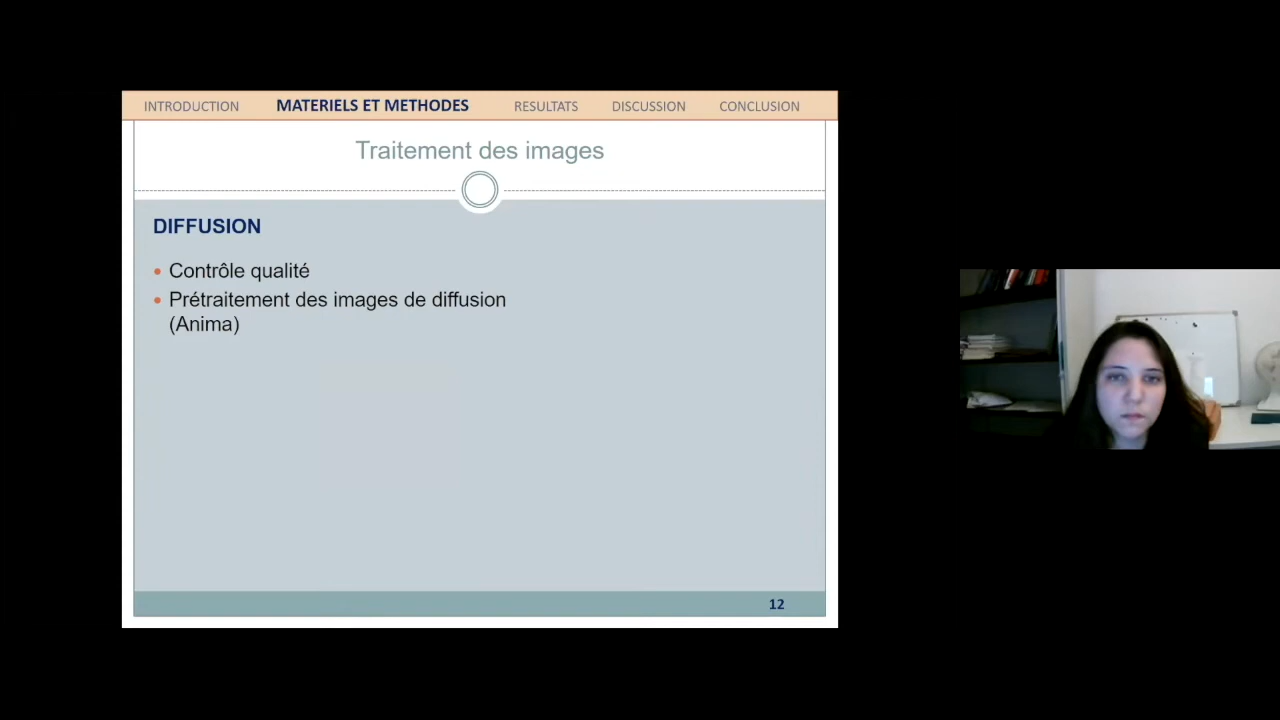 INTRODUCTION MATERIELS ET METHODES RESULTATS DISCUSSION CONCLUSION
Traitement des images
DIFFUSION
• Contrôle qualité
• Prétraitement des images de diffusion
(Anima)
12